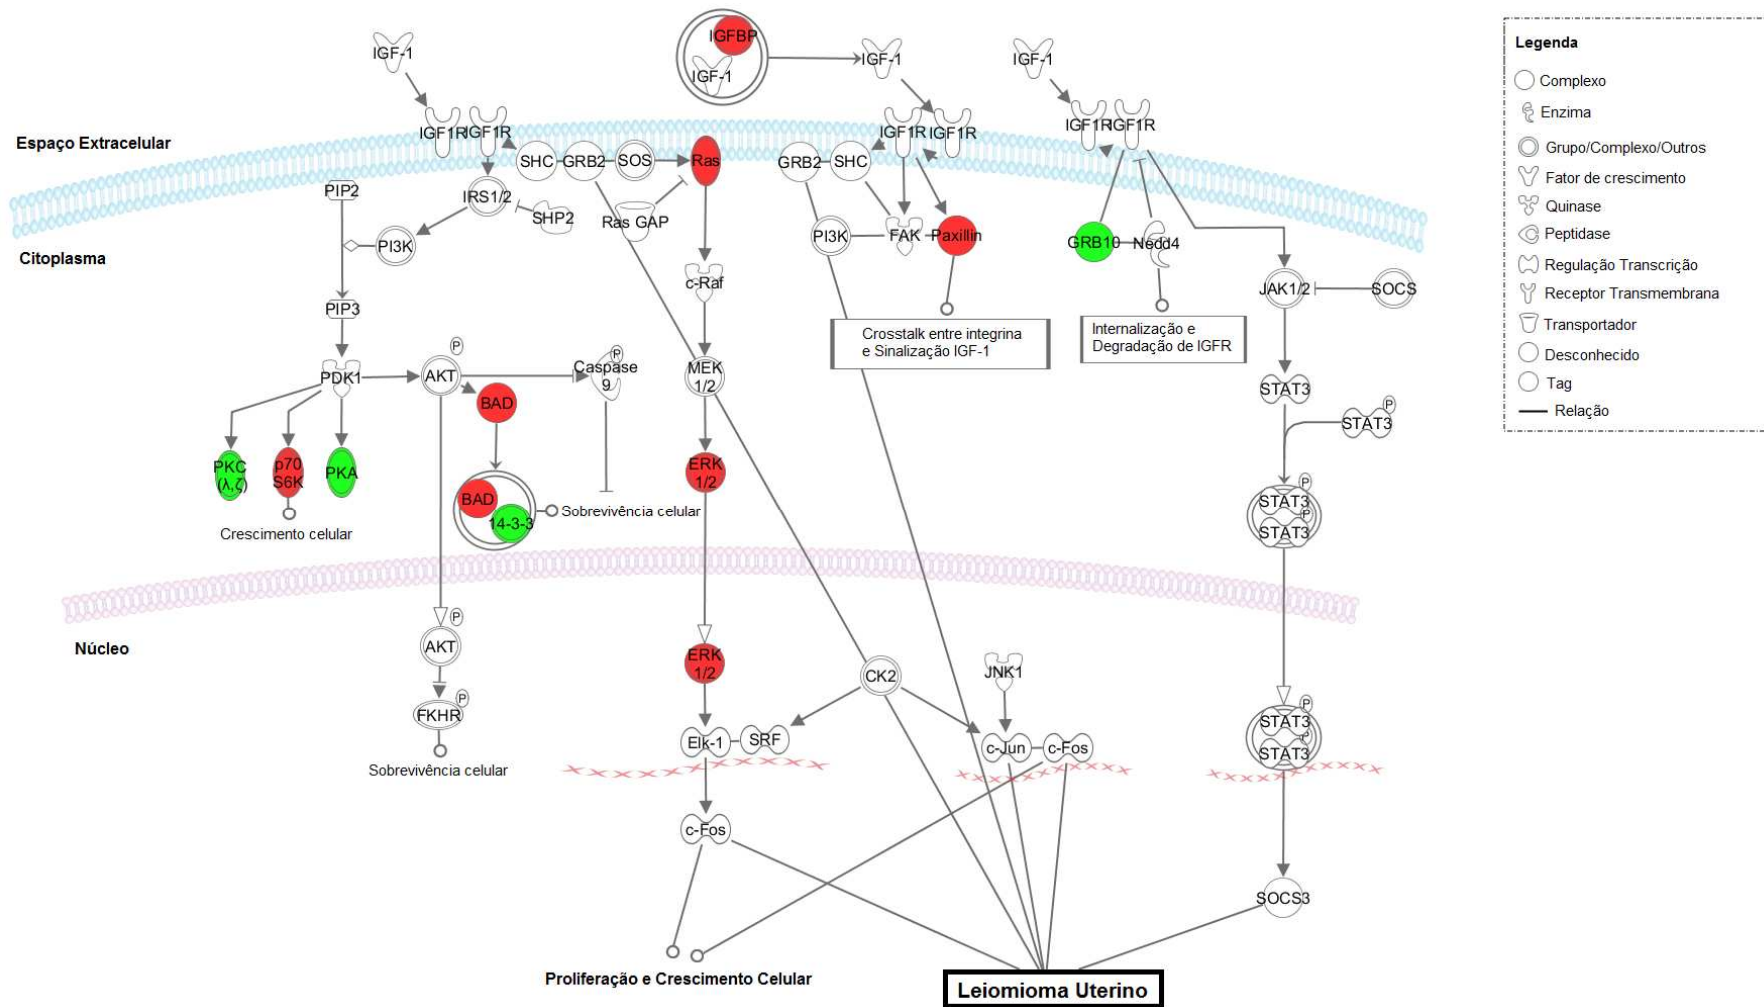 IGFBP
IGF-1
IGF-1
IGF-1
IGF-1
Espaço Extracelular
IGF1R
IGF1R
IGF1R
IGF1R
IGF1R
IGF1R
SHC
GRB2
SOS
Ras
GRB2
SHC
PIP2
IRS1/2
SHP2
Ras GAP
Citoplasma
PI3K
PI3K
FAK
Paxillin
GRB10
Nedd4
c-Raf
JAK1/2
SOCS
PIP3
Crosstalk entre integrina
e Sinalização IGF-1
Internalização e
Degradação de IGFR
P
P
PDK1
AKT
Caspase
9
MEK
1/2
BAD
STAT3
P
STAT3
PKC
(λ,ζ)
p70
S6K
PKA
ERK
1/2
BAD
14-3-3
Sobrevivência celular
Crescimento celular
P
STAT3
P
STAT3
Núcleo
P
AKT
ERK
1/2
CK2
JNK1
P
FKHR
Sobrevivência celular
Elk-1
SRF
c-Jun
c-Fos
P
STAT3
P
STAT3
c-Fos
SOCS3
Proliferação e Crescimento Celular
Leiomioma Uterino
Legenda
Complexo
Enzima
Grupo/Complexo/Outros
Fator de crescimento
Quinase
Peptidase
Regulação Transcrição
Receptor Transmembrana
Transportador
Desconhecido
Tag
Relação